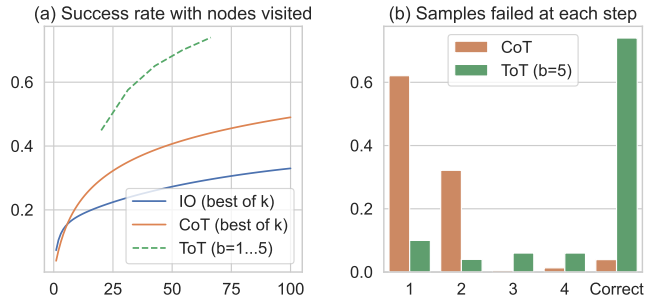 (a) Success rate with nodes visited
0.6
0.4
0.2
0
25
50
75
100
IO (best of k)
CoT (best of k)
ToT (b=1...5)
(b) Samples failed at each step
0.6
0.4
0.2
0.0
1
2
3
4
Correct
CoT
ToT (b=5)